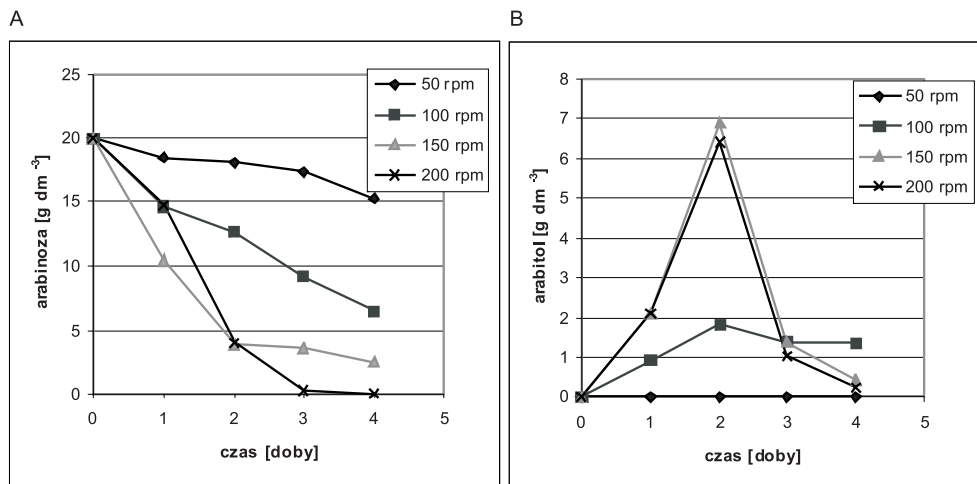 A
25
20
15
10
5
0
0 1 2 3 4 5
arabinoza [g dm -3]
czas [doby]
50 rpm
100 rpm
150 rpm
200 rpm
B
8
7
6
5
4
3
2
1
0
0 1 2 3 4 5
arabitol [g dm -3]
czas [doby]
50 rpm
100 rpm
150 rpm
200 rpm